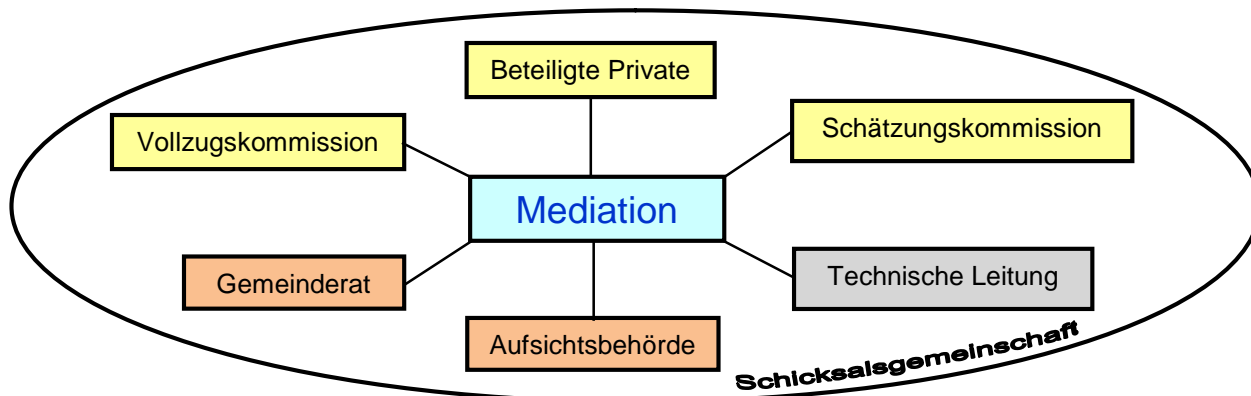 Beteiligte Private
Vollzugskommission
Schätzungskommission
Mediation
Gemeinderat
Technische Leitung
Aufsichtsbehörde
Schicksalsgemeinschaft